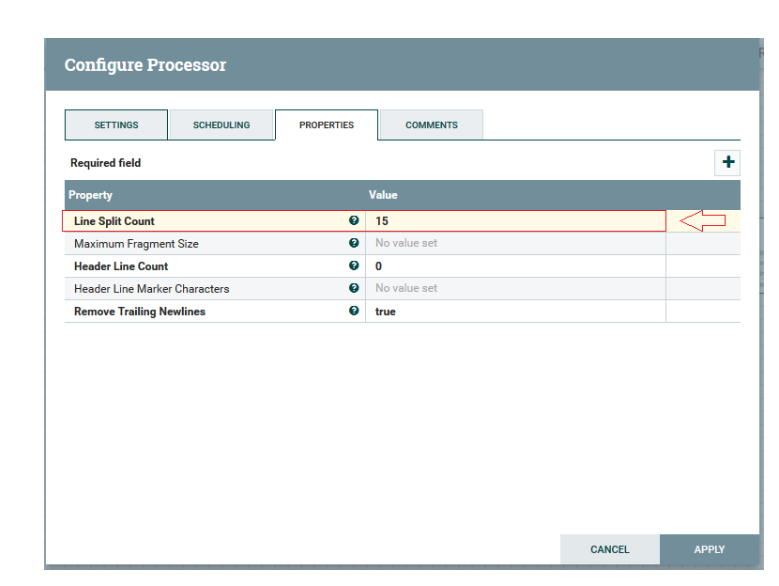 Configure Processor
SETTINGS SCHEDULING PROPERTIES COMMENTS
Required field
Property Value
Line Split Count 15
Maximum Fragment Size No value set
Header Line Count 0
Header Line Marker Characters No value set
Remove Trailing Newlines true
CANCEL APPLY